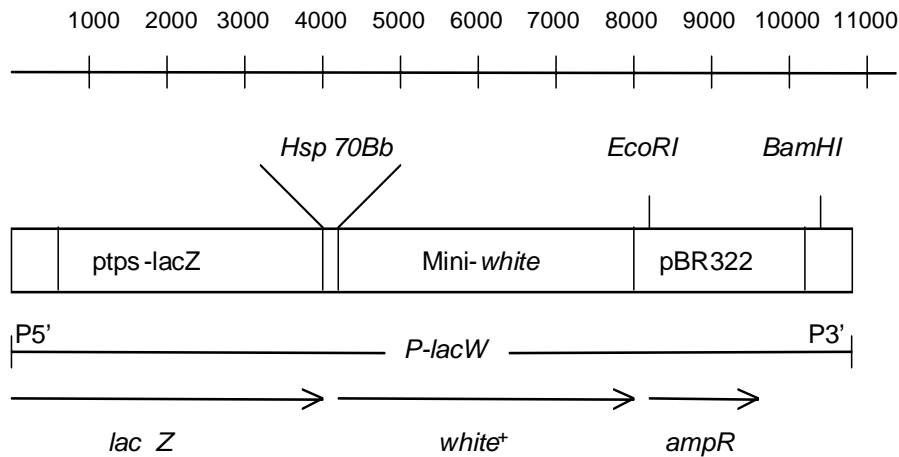 1000 2000 3000 4000 5000 6000 7000 8000 9000 10000 11000
Hsp 70Bb EcoRI BamHI
ptps-lacZ Mini-white pBR322
P5’ P3’
P-lacW
lac Z white+ ampR